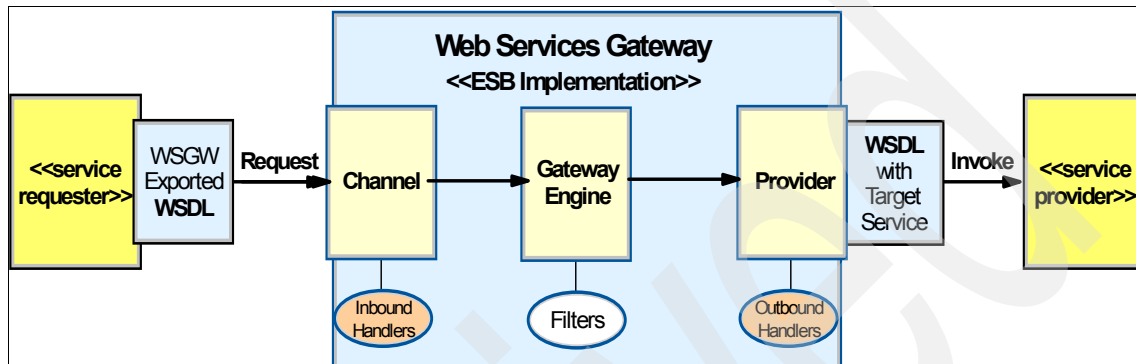 Web Services Gateway
<<ESB Implementation>>
<<service
requester>>
WSGW
Exported
WSDL
Request
Channel
Gateway
Engine
Provider
WSDL
with
Target
Service
Invoke
<<service
provider>>
Inbound
Handlers
Filters
Outbound
Handlers